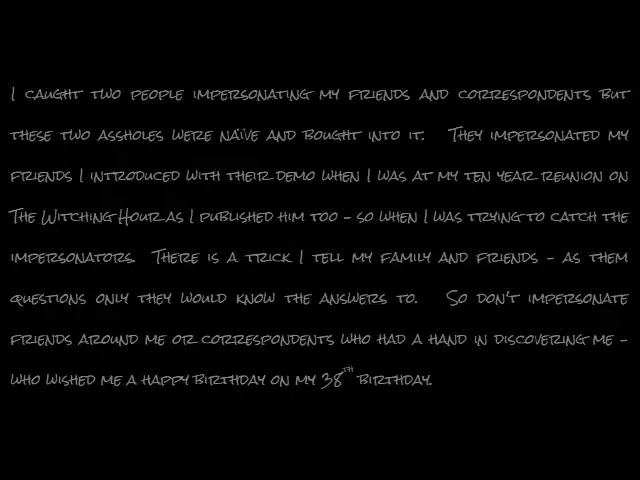 I caught two people impersonating my friends and correspondents but
these two assholes were naïve and bought into it. They impersonated my
friends I introduced with their demo when I was at my ten year reunion on
The Witching Hour as I published him too – so when I was trying to catch the
impersonators. There is a trick I tell my family and friends – as them
questions only they would know the answers to. So don't impersonate
friends around me or correspondents who had a hand in discovering me –
who wished me a happy birthday on my 38th birthday.